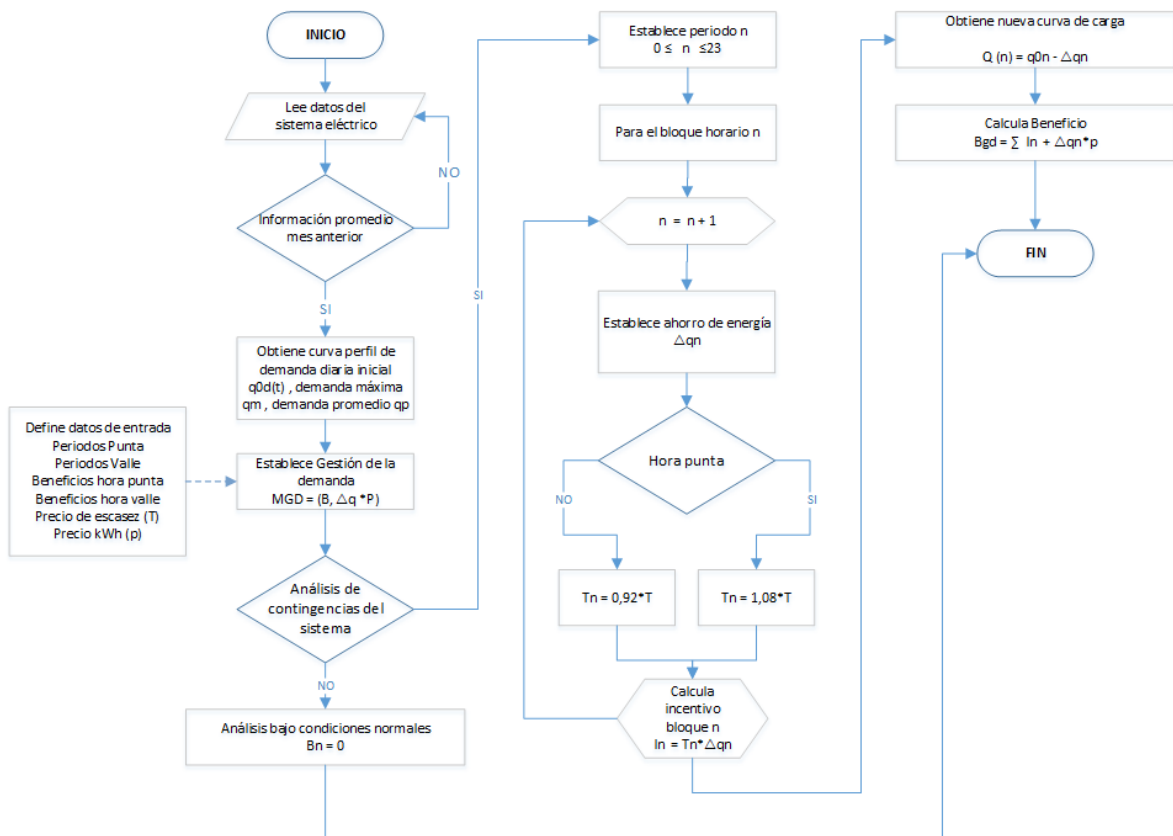 INICIO
Lee datos del
sistema eléctrico
NO
Información promedio
mes anterior
SI
Obtiene curva perfil de
demanda diaria inicial
q0d(t) , demanda máxima
qm , demanda promedio qp
Define datos de entrada
Periodos Punta
Periodos Valle
Beneficios hora punta
Beneficios hora valle
Precio de escasez (T)
Precio kWh (p)
Establece Gestión de la
demanda
MGD = (B, △q *P)
Análisis de
contingencias del
sistema
NO
Análisis bajo condiciones normales
Bn = 0
SI
Establece periodo n
0 ≤ n ≤23
Para el bloque horario n
n = n + 1
Establece ahorro de energía
△qn
Hora punta
NO
SI
Tn = 0,92*T
Tn = 1,08*T
Calcula
incentivo
bloque n
In = Tn*△qn
Obtiene nueva curva de carga
Q (n) = q0n - △qn
Calcula Beneficio
Bgd = ∑ In + △qn*p
FIN